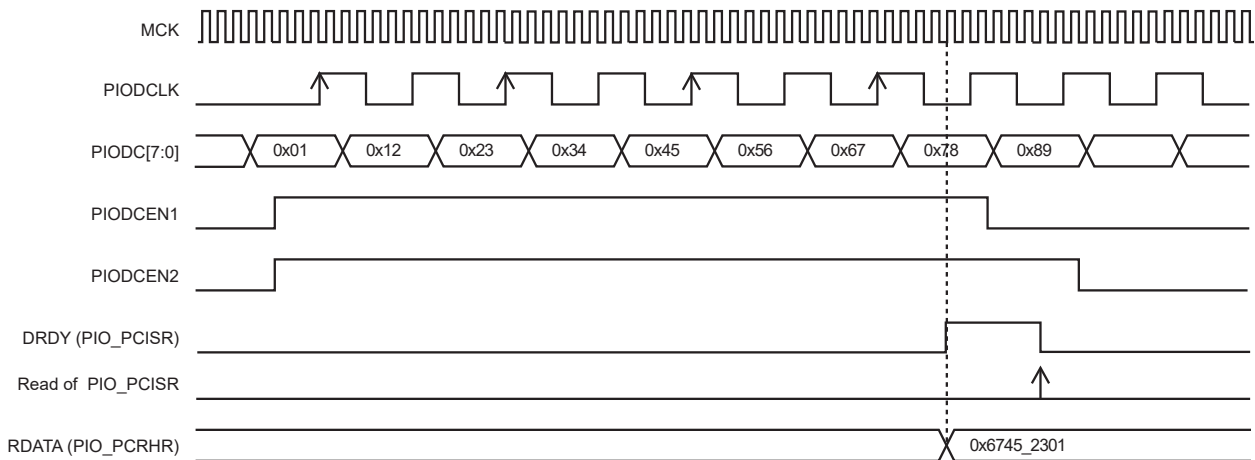 MCK
PIODCLK
PIODC[7:0] 0x01 0x12 0x23 0x34 0x45 0x56 0x67 0x78 0x89
PIODCEN1
PIODCEN2
DRDY (PIO_PCISR)
Read of PIO_PCISR
RDATA (PIO_PCRHR) 0x6745_2301